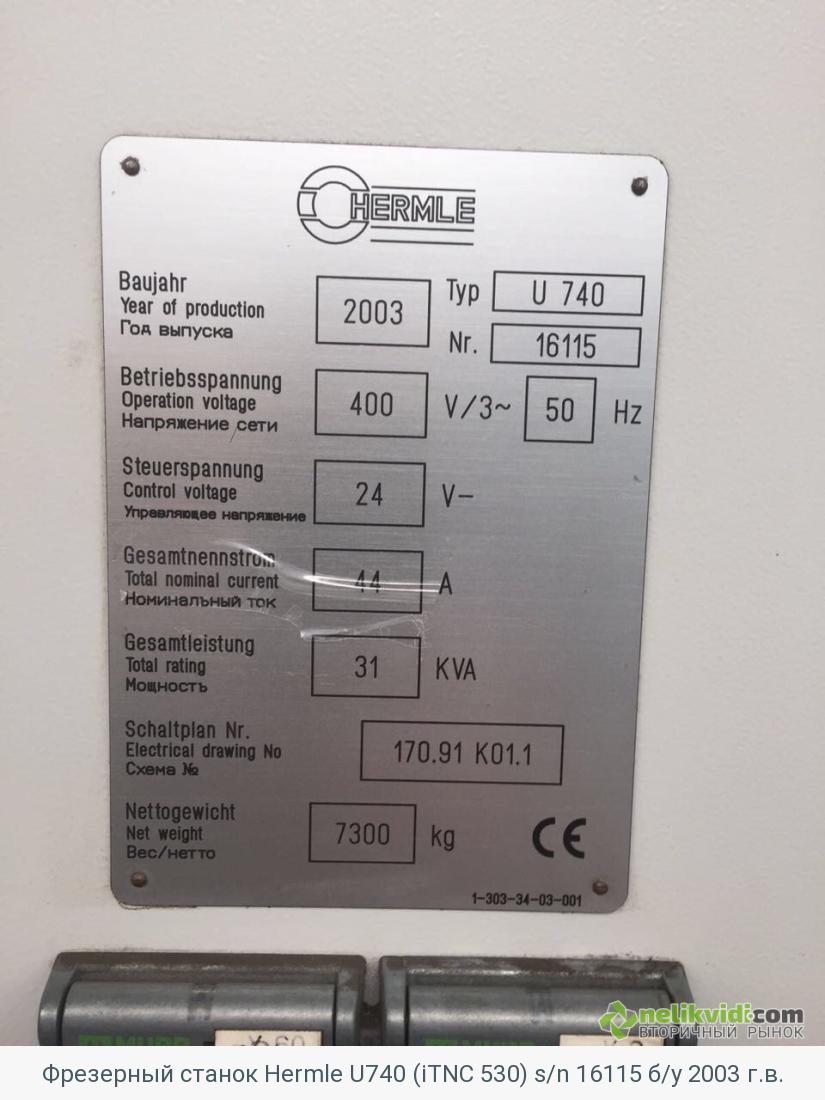 HERMLE
Baujahr
Year of production
Год выпуска
2003
Typ
U 740
Nr.
16115
Betriebsspannung
Operation voltage
Напряжение сети
400
V/3~
50
Hz
Steuerspannung
Control voltage
Управляющее напряжение
24
V–
Gesamtnennstrom
Total nominal current
Номинальный ток
44
A
Gesamtleistung
Total rating
Мощность
31
KVA
Schaltplan Nr.
Electrical drawing No
Схема №
170.91 K01.1
Nettogewicht
Net weight
Вес/нетто
7300
kg
CE
1-303-34-03-001
nelikvidi.com
ВТОРИЧНЫЙ РЫНОК
Фрезерный станок Hermle U740 (iTNC 530) s/n 16115 б/у 2003 г.в.